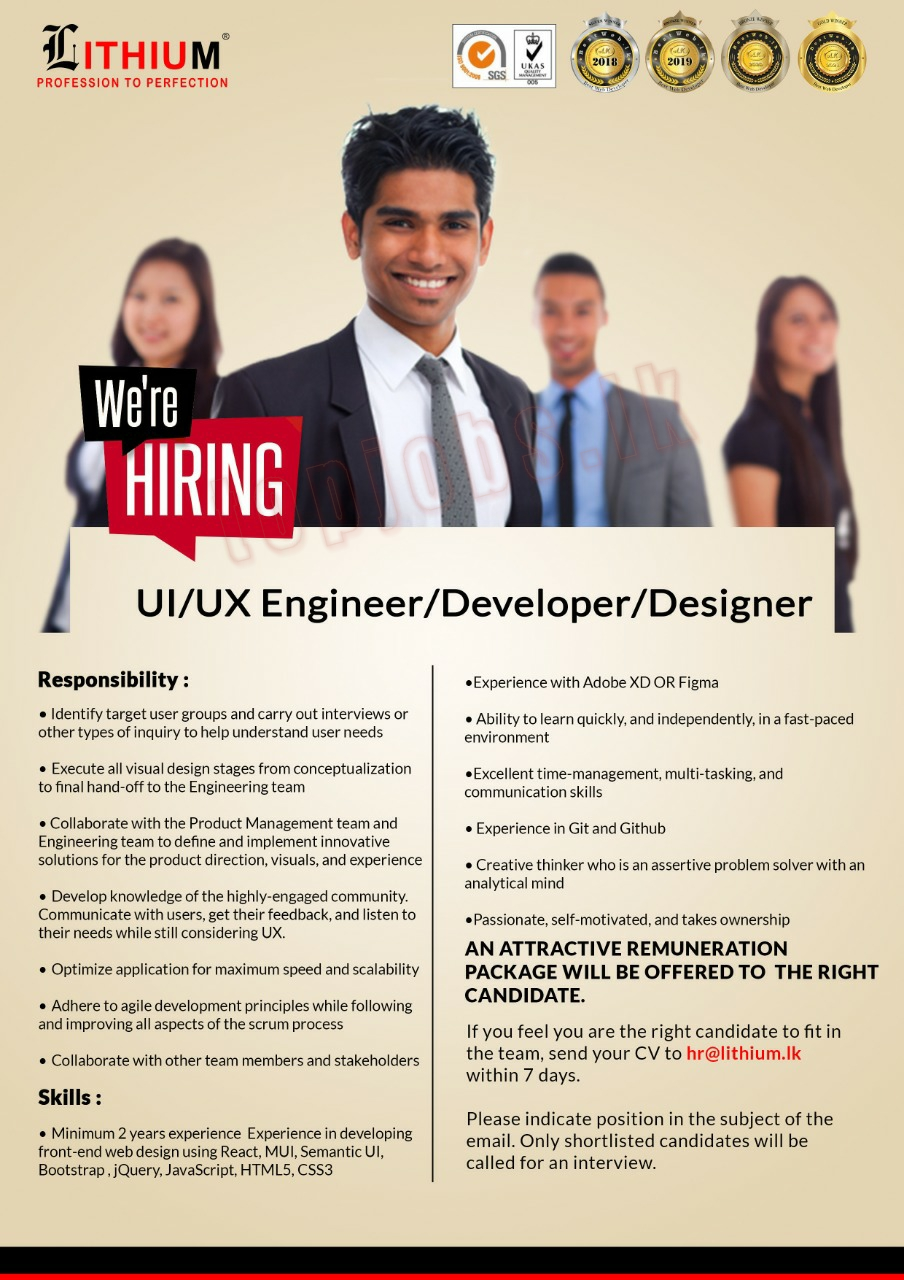 LITHIUM®
PROFESSION TO PERFECTION
SGS
UKAS
QUALITY
MANAGEMENT
005
2018
2019
We're
HIRING
Topjobs.lk
UI/UX Engineer/Developer/Designer
Responsibility :
• Identify target user groups and carry out interviews or
other types of inquiry to help understand user needs
• Execute all visual design stages from conceptualization
to final hand-off to the Engineering team
• Collaborate with the Product Management team and
Engineering team to define and implement innovative
solutions for the product direction, visuals, and experience
• Develop knowledge of the highly-engaged community.
Communicate with users, get their feedback, and listen to
their needs while still considering UX.
• Optimize application for maximum speed and scalability
• Adhere to agile development principles while following
and improving all aspects of the scrum process
• Collaborate with other team members and stakeholders
Skills :
• Minimum 2 years experience  Experience in developing
front-end web design using React, MUI, Semantic UI,
Bootstrap , jQuery, JavaScript, HTML5, CSS3
•Experience with Adobe XD OR Figma
• Ability to learn quickly, and independently, in a fast-paced
environment
•Excellent time-management, multi-tasking, and
communication skills
• Experience in Git and Github
• Creative thinker who is an assertive problem solver with an
analytical mind
•Passionate, self-motivated, and takes ownership
AN ATTRACTIVE REMUNERATION
PACKAGE WILL BE OFFERED TO  THE RIGHT
CANDIDATE.
If you feel you are the right candidate to fit in
the team, send your CV to hr@lithium.lk
within 7 days.
Please indicate position in the subject of the
email. Only shortlisted candidates will be
called for an interview.